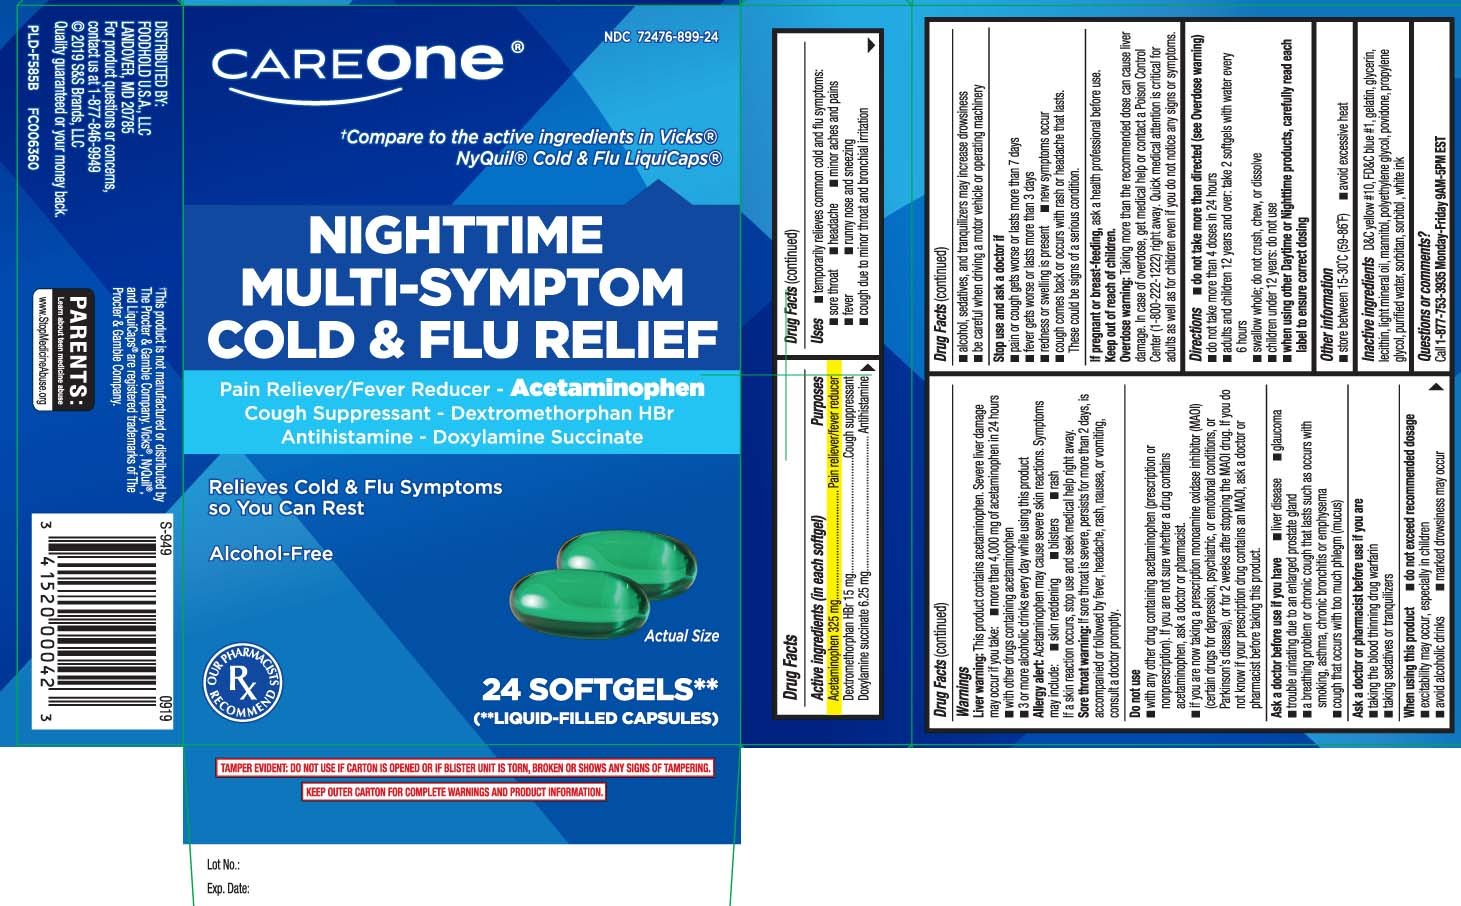 DISTRIBUTED BY:
FOODHOLD U.S.A., LLC
LANDOVER, MD 20785
For product questions or concerns,
contact us at 1-877-846-9949
© 2019 S&S Brands, LLC
Quality guaranteed or your money back.
PLD-F585B FC006360
†This product is not manufactured or distributed by
The Procter & Gamble Company. Vicks®, NyQuil®,
and LiquiCaps® are registered trademarks of The
Procter & Gamble Company.
PARENTS:
Learn about teen medicine abuse
www.StopMedicineAbuse.org
S-949 0919
3 41520 00042 3
NDC 72476-899-24
CAREone®
†Compare to the active ingredients in Vicks®
NyQuil® Cold & Flu LiquiCaps®
NIGHTTIME
MULTI-SYMPTOM
COLD & FLU RELIEF
Pain Reliever/Fever Reducer - Acetaminophen
Cough Suppressant - Dextromethorphan HBr
Antihistamine - Doxylamine Succinate
Relieves Cold & Flu Symptoms
so You Can Rest
Alcohol-Free
Actual Size
OUR PHARMACISTS
Rx
RECOMMEND
24 SOFTGELS**
(**LIQUID-FILLED CAPSULES)
TAMPER EVIDENT: DO NOT USE IF CARTON IS OPENED OR IF BLISTER UNIT IS TORN, BROKEN OR SHOWS ANY SIGNS OF TAMPERING.
KEEP OUTER CARTON FOR COMPLETE WARNINGS AND PRODUCT INFORMATION.
Lot No.:
Exp. Date:
Drug Facts
Active ingredients (in each softgel) Purposes
Acetaminophen 325 mg..........Pain reliever/fever reducer
Dextromethorphan HBr 15 mg..........Cough suppressant
Doxylamine succinate 6.25 mg..........Antihistamine
Drug Facts (continued)
Uses ■ temporarily relieves common cold and flu symptoms:
■ sore throat ■ headache ■ minor aches and pains
■ fever ■ runny nose and sneezing
■ cough due to minor throat and bronchial irritation
Drug Facts (continued)
Warnings
Liver warning: This product contains acetaminophen. Severe liver damage
may occur if you take: ■ more than 4,000 mg of acetaminophen in 24 hours
■ with other drugs containing acetaminophen
■ 3 or more alcoholic drinks every day while using this product
Allergy alert: Acetaminophen may cause severe skin reactions. Symptoms
may include: ■ skin reddening ■ blisters ■ rash
If a skin reaction occurs, stop use and seek medical help right away.
Sore throat warning: If sore throat is severe, persists for more than 2 days, is
accompanied or followed by fever, headache, rash, nausea, or vomiting,
consult a doctor promptly.
Do not use
■ with any other drug containing acetaminophen (prescription or
nonprescription). If you are not sure whether a drug contains
acetaminophen, ask a doctor or pharmacist.
■ if you are now taking a prescription monoamine oxidase inhibitor (MAOI)
(certain drugs for depression, psychiatric, or emotional conditions, or
Parkinson's disease), or for 2 weeks after stopping the MAOI drug. If you do
not know if your prescription drug contains an MAOI, ask a doctor or
pharmacist before taking this product.
Ask a doctor before use if you have ■ liver disease ■ glaucoma
■ trouble urinating due to an enlarged prostate gland
■ a breathing problem or chronic cough that lasts such as occurs with
smoking, asthma, chronic bronchitis or emphysema
■ cough that occurs with too much phlegm (mucus)
Ask a doctor or pharmacist before use if you are
■ taking the blood thinning drug warfarin
■ taking sedatives or tranquilizers
When using this product ■ do not exceed recommended dosage
■ excitability may occur, especially in children
■ avoid alcoholic drinks ■ marked drowsiness may occur
Drug Facts (continued)
■ alcohol, sedatives, and tranquilizers may increase drowsiness
■ be careful when driving a motor vehicle or operating machinery
Stop use and ask a doctor if
■ pain or cough gets worse or lasts more than 7 days
■ fever gets worse or lasts more than 3 days
■ redness or swelling is present ■ new symptoms occur
■ cough comes back or occurs with rash or headache that lasts.
These could be signs of a serious condition.
If pregnant or breast-feeding, ask a health professional before use.
Keep out of reach of children.
Overdose warning: Taking more than the recommended dose can cause liver
damage. In case of overdose, get medical help or contact a Poison Control
Center (1-800-222-1222) right away. Quick medical attention is critical for
adults as well as for children even if you do not notice any signs or symptoms.
Directions ■ do not take more than directed (see Overdose warning)
■ do not take more than 4 doses in 24 hours
■ adults and children 12 years and over: take 2 softgels with water every
6 hours
■ swallow whole; do not crush, chew, or dissolve
■ children under 12 years: do not use
■ when using other Daytime or Nighttime products, carefully read each
label to ensure correct dosing
Other information
■ store between 15-30°C (59-86°F) ■ avoid excessive heat
Inactive ingredients D&C yellow #10, FD&C blue #1, gelatin, glycerin,
lecithin, light mineral oil, mannitol, polyethylene glycol, povidone, propylene
glycol, purified water, sorbitan, sorbitol , white ink
Questions or comments?
Call 1-877-753-3935 Monday-Friday 9AM-5PM EST